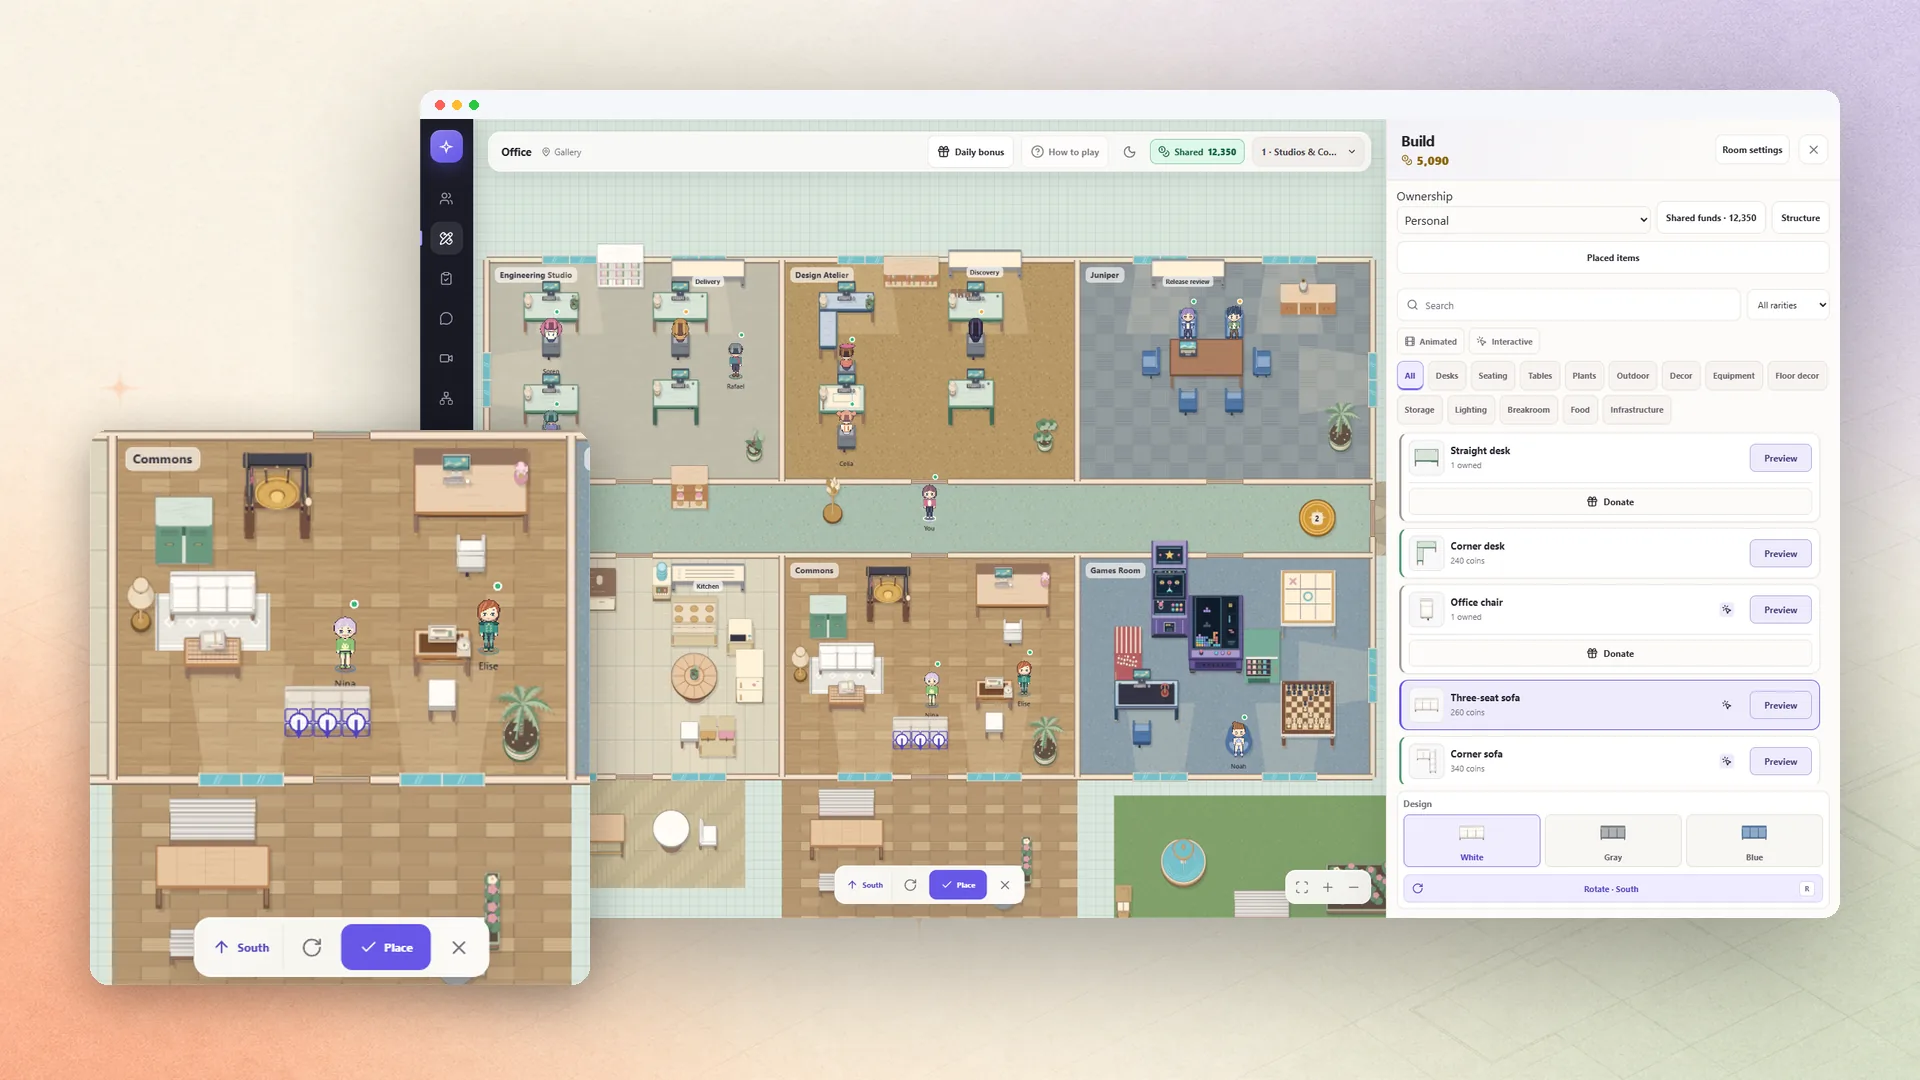 Office
Gallery
Daily bonus
How to play
Shared 12,350
1 - Studios & Co...
Engineering Studio
Delivery
Soren
Rafael
Design Atelier
Discovery
Celia
Juniper
Release review
You
2
Kitchen
Commons
Nina
Elise
Games Room
Noah
South
Place
Commons
Nina
Elise
South
Place
Build
5,090
Room settings
Ownership
Personal
Shared funds · 12,350
Structure
Placed items
Search
All rarities
Animated
Interactive
All
Desks
Seating
Tables
Plants
Outdoor
Decor
Equipment
Floor decor
Storage
Lighting
Breakroom
Food
Infrastructure
Straight desk
1 owned
Preview
Donate
Corner desk
240 coins
Preview
Office chair
1 owned
Preview
Donate
Three-seat sofa
260 coins
Preview
Corner sofa
340 coins
Preview
Design
White
Gray
Blue
Rotate · South
R